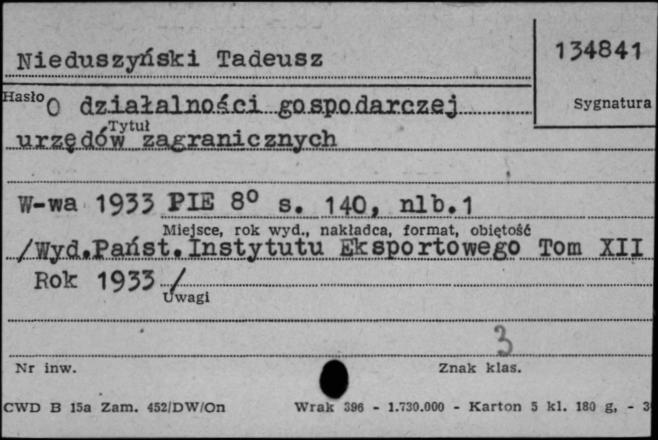 Nieduszyński Tadeusz
134841
Hasło O działalności gospodarczej
Sygnatura
Tytuł
urzędów zagranicznych
W-wa 1933 PIE 8° s. 140, nlb.1
Miejsce, rok wyd., nakładca, format, objętość
/Wyd.Państ.Instytutu Eksportowego Tom XII
Rok 1933 /
Uwagi
3
Nr inw.
Znak klas.
CWD B 15a Zam. 452/DW/On
Wrak 396 - 1.730.000 - Karton 5 kl. 180 g, - 3